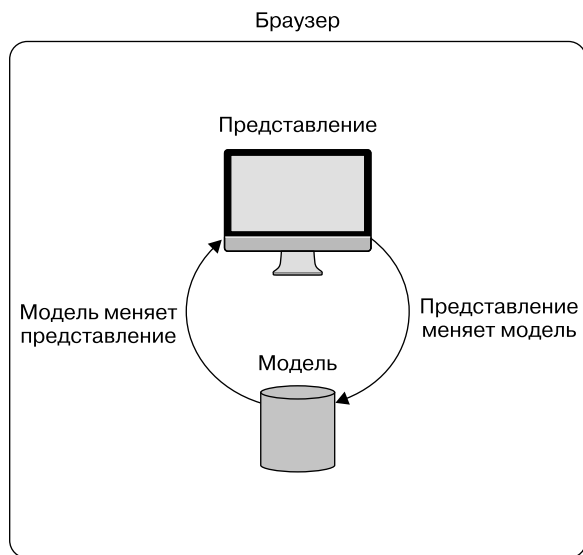 Браузер
Представление
Модель меняет
представление
Представление
меняет модель
Модель